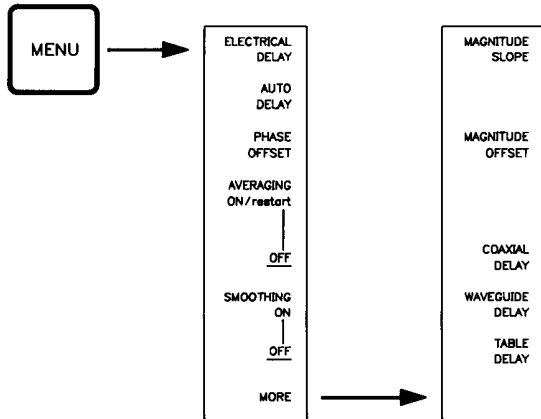 MENU
ELECTRICAL
DELAY
AUTO
DELAY
PHASE
OFFSET
AVERAGING
ON/restart
OFF
SMOOTHING
ON
OFF
MORE
MAGNITUDE
SLOPE
MAGNITUDE
OFFSET
COAXIAL
DELAY
WAVEGUIDE
DELAY
TABLE
DELAY